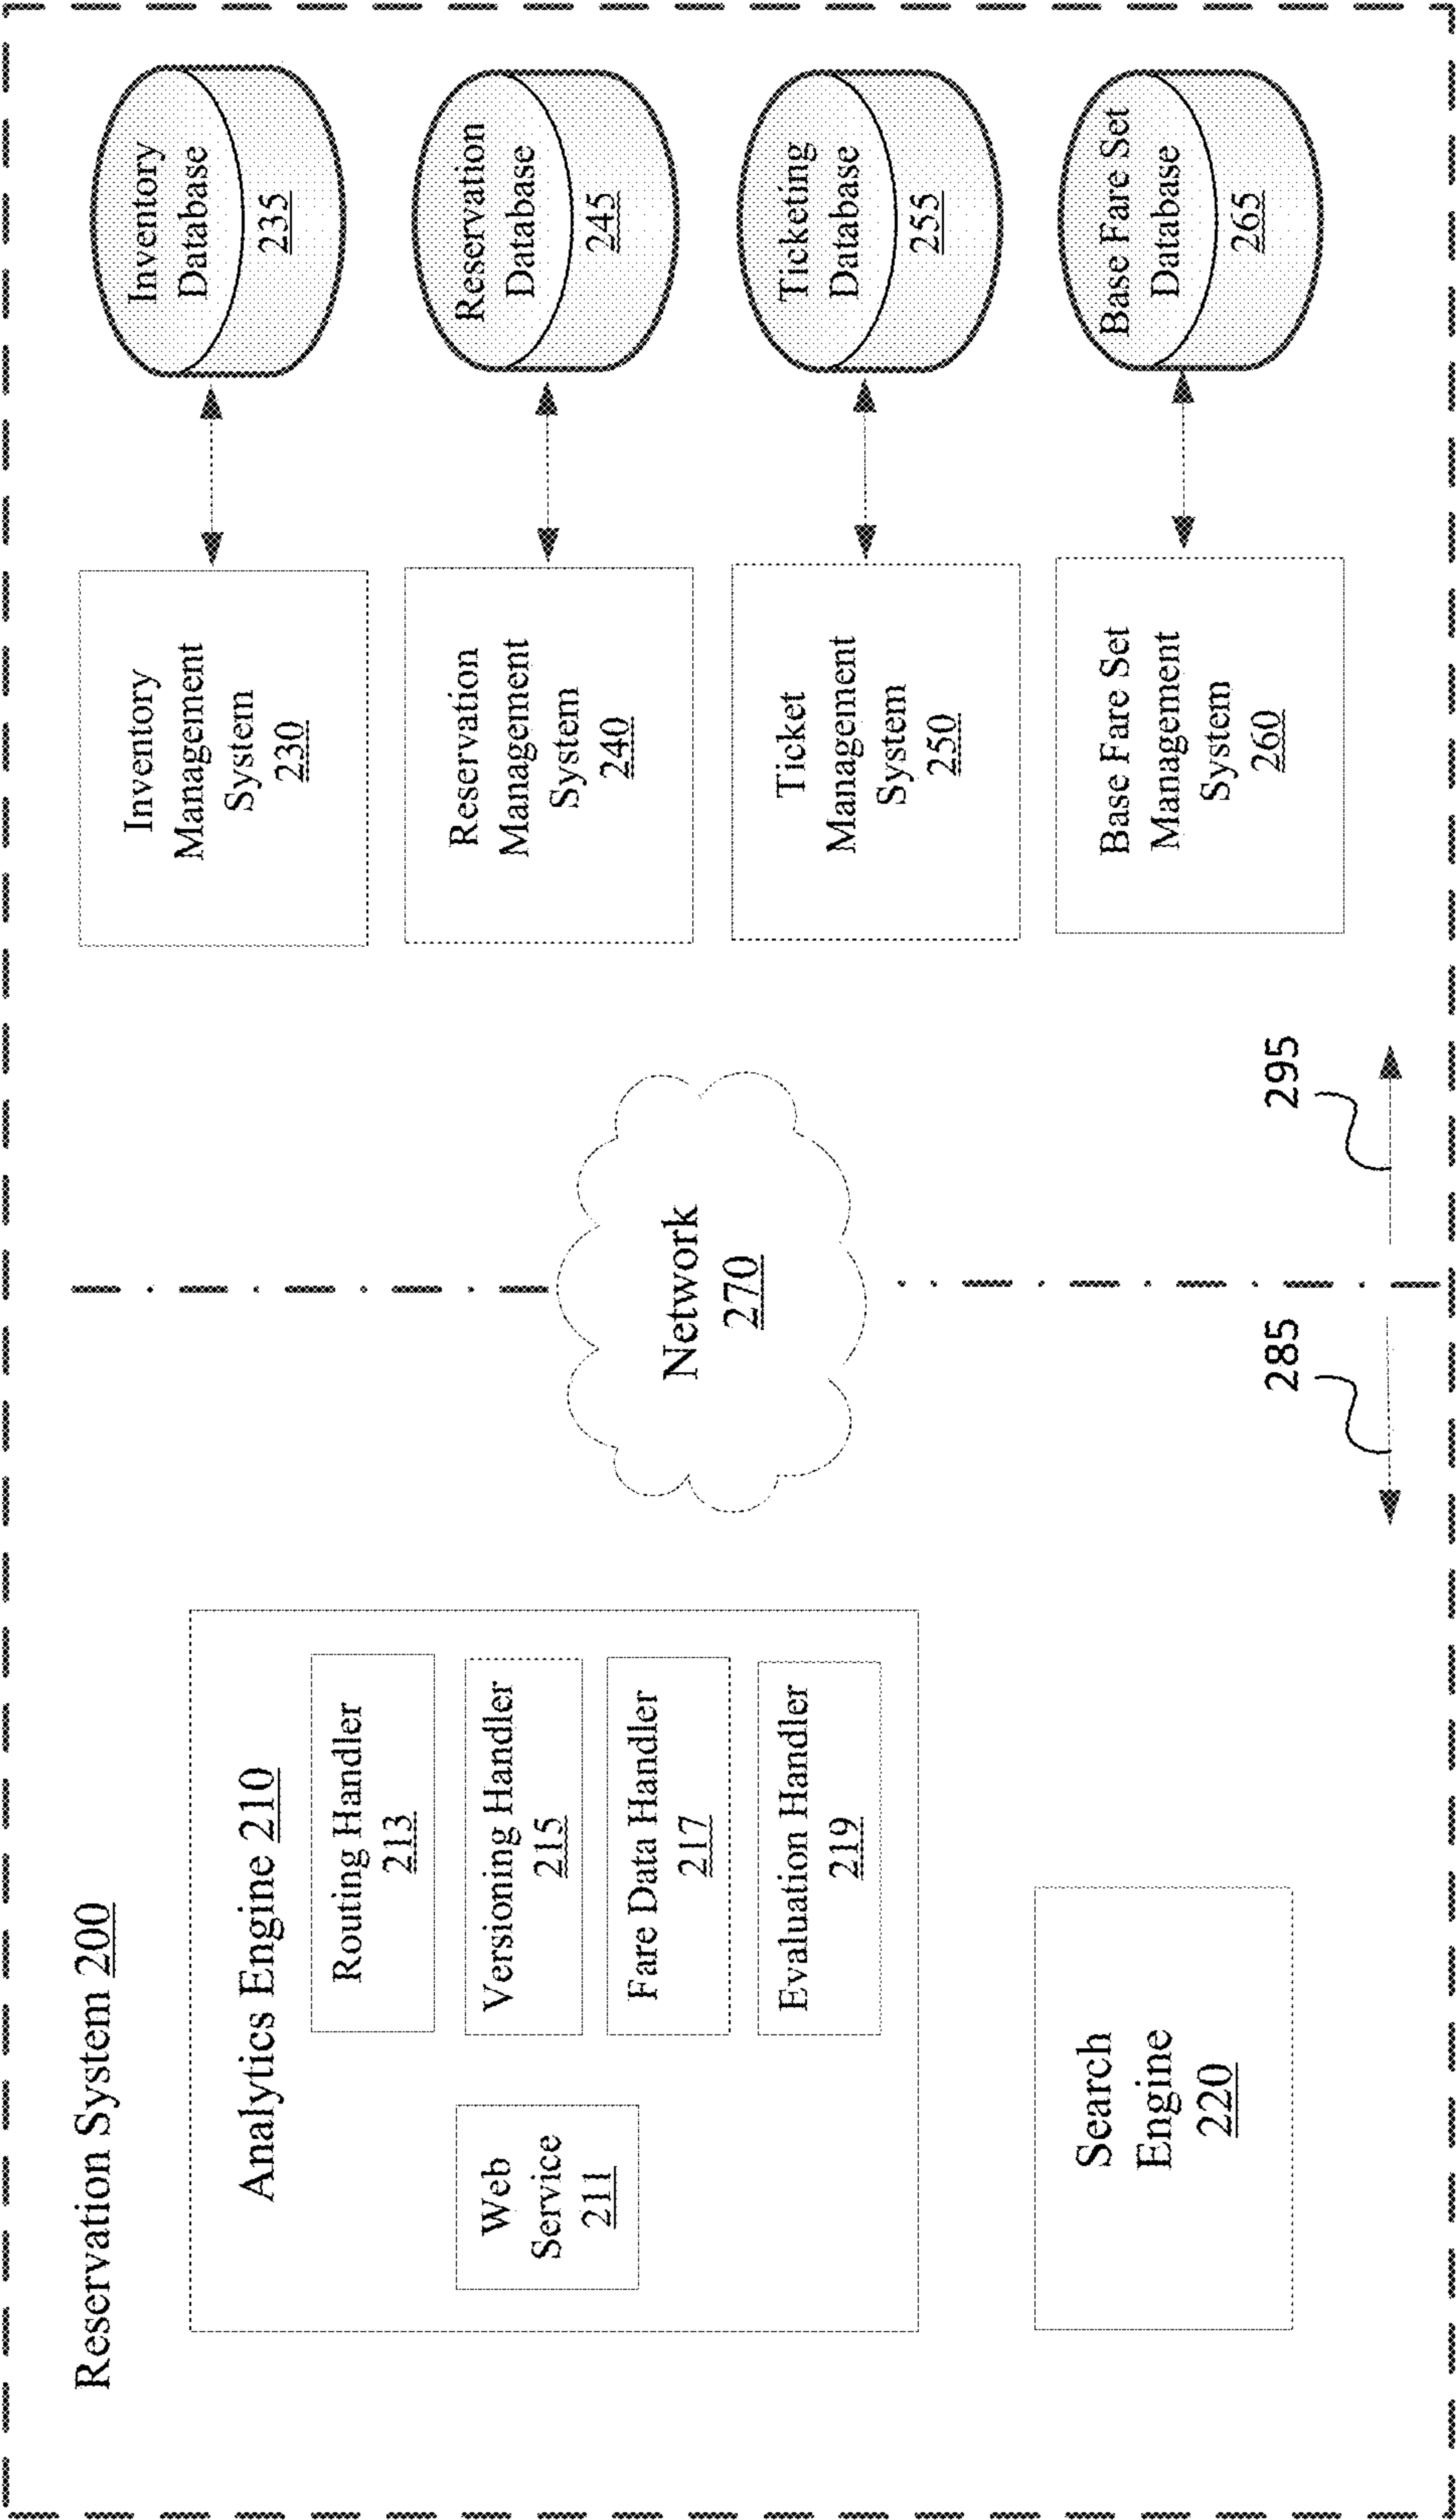 Reservation System 200
Analytics Engine 210
Web
Service
211
Routing Handler
213
Versioning Handler
215
Fare Data Handler
217
Evaluation Handler
219
Search
Engine
220
Network
270
285
295
Inventory
Management
System
230
Inventory
Database
235
Reservation
Management
System
240
Reservation
Database
245
Ticket
Management
System
250
Ticketing
Database
255
Base Fare Set
Management
System
260
Base Fare Set
Database
265